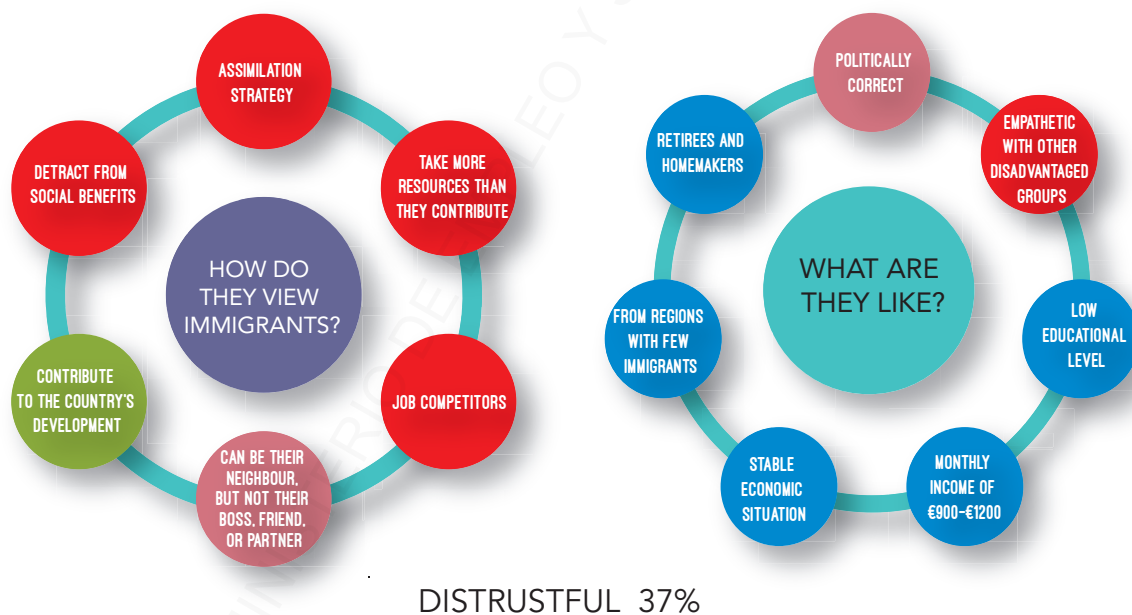 ASSIMILATION
STRATEGY
TAKE MORE
RESOURCES THAN
THEY CONTRIBUTE
JOB COMPETITORS
CAN BE THEIR
NEIGHBOUR,
BUT NOT THEIR
BOSS, FRIEND,
OR PARTNER
CONTRIBUTE
TO THE COUNTRY'S
DEVELOPMENT
DETRACT FROM
SOCIAL BENEFITS
HOW DO
THEY VIEW
IMMIGRANTS?
POLITICALLY
CORRECT
EMPATHETIC
WITH OTHER
DISADVANTAGED
GROUPS
LOW
EDUCATIONAL
LEVEL
MONTHLY
INCOME OF
€900-€1200
STABLE
ECONOMIC
SITUATION
FROM REGIONS
WITH FEW
IMMIGRANTS
RETIREES AND
HOMEMAKERS
WHAT ARE
THEY LIKE?
DISTRUSTFUL 37%